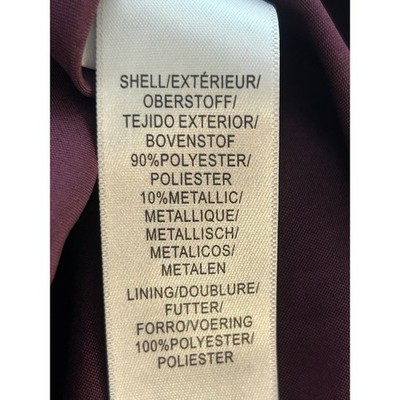 SHELL/EXTÉRIEUR/
OBERSTOFF/
TEJIDO EXTERIOR/
BOVENSTOF
90%POLYESTER/
POLIESTER
10%METALLIC/
METALLIQUE/
METALLISCH/
METALICOS/
METALEN
LINING/DOUBLURE/
FUTTER/
FORRO/VOERING
100%POLYESTER/
POLIESTER